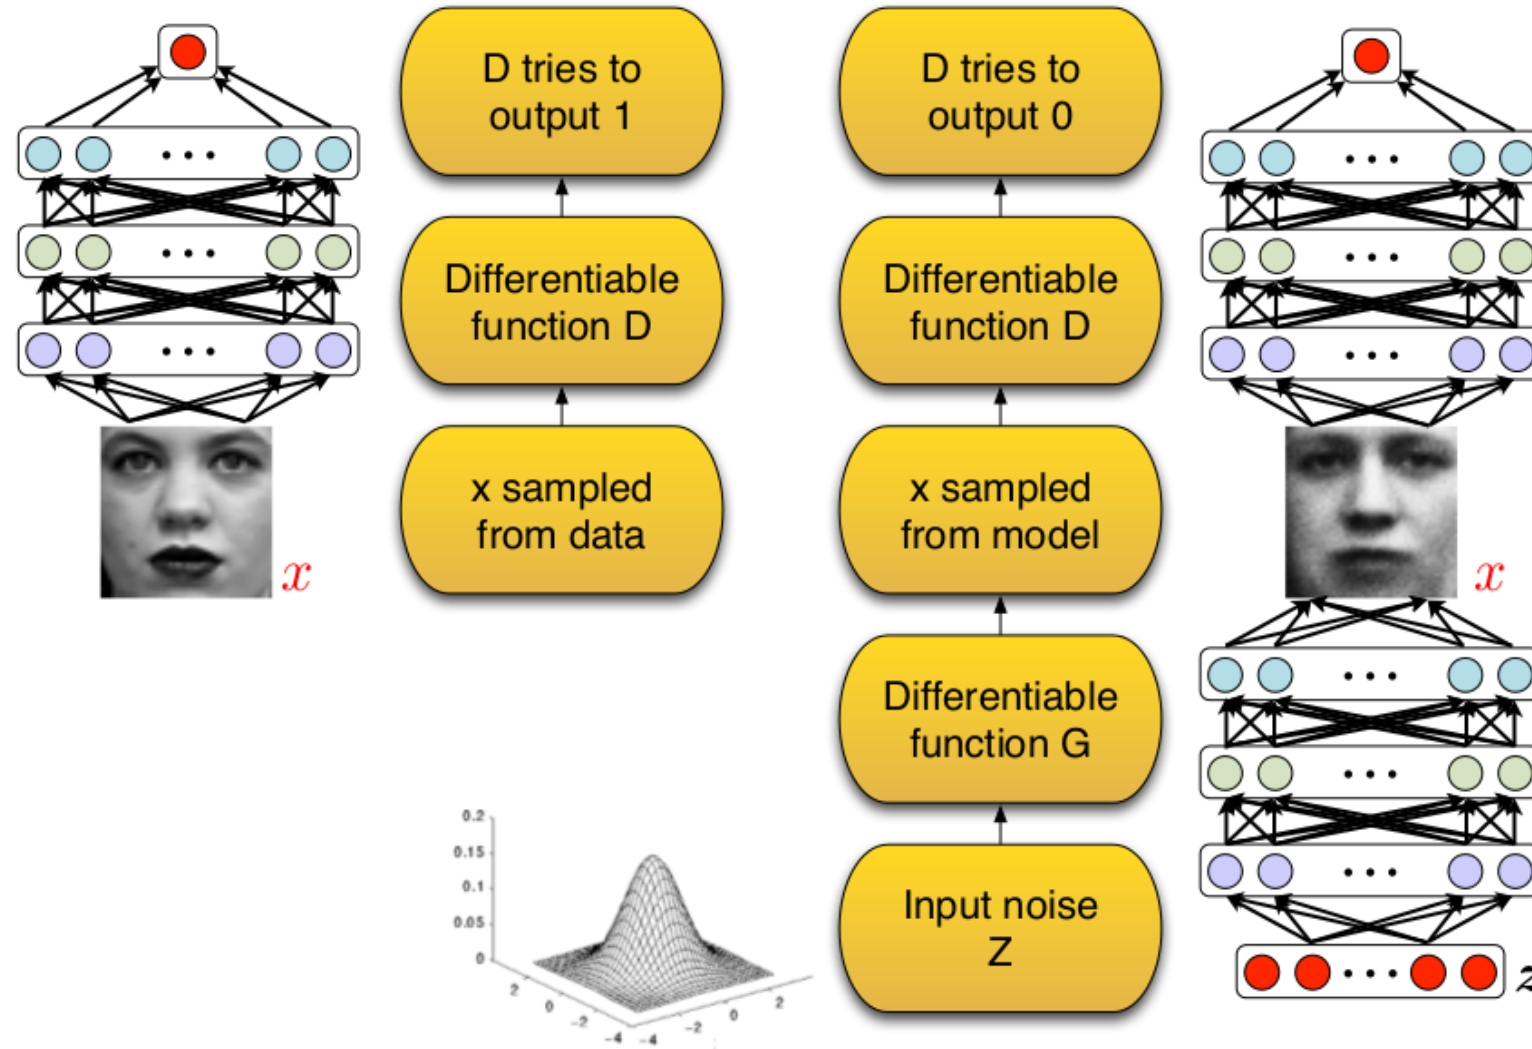 D tries to
output 1
D tries to
output 0
Differentiable
function D
Differentiable
function D
x sampled
from data
x sampled
from model
x
x
Differentiable
function G
Input noise
Z
z
0.2
0.15
0.1
0.05
0
2
0
-2
-4
-4
-2
0
2